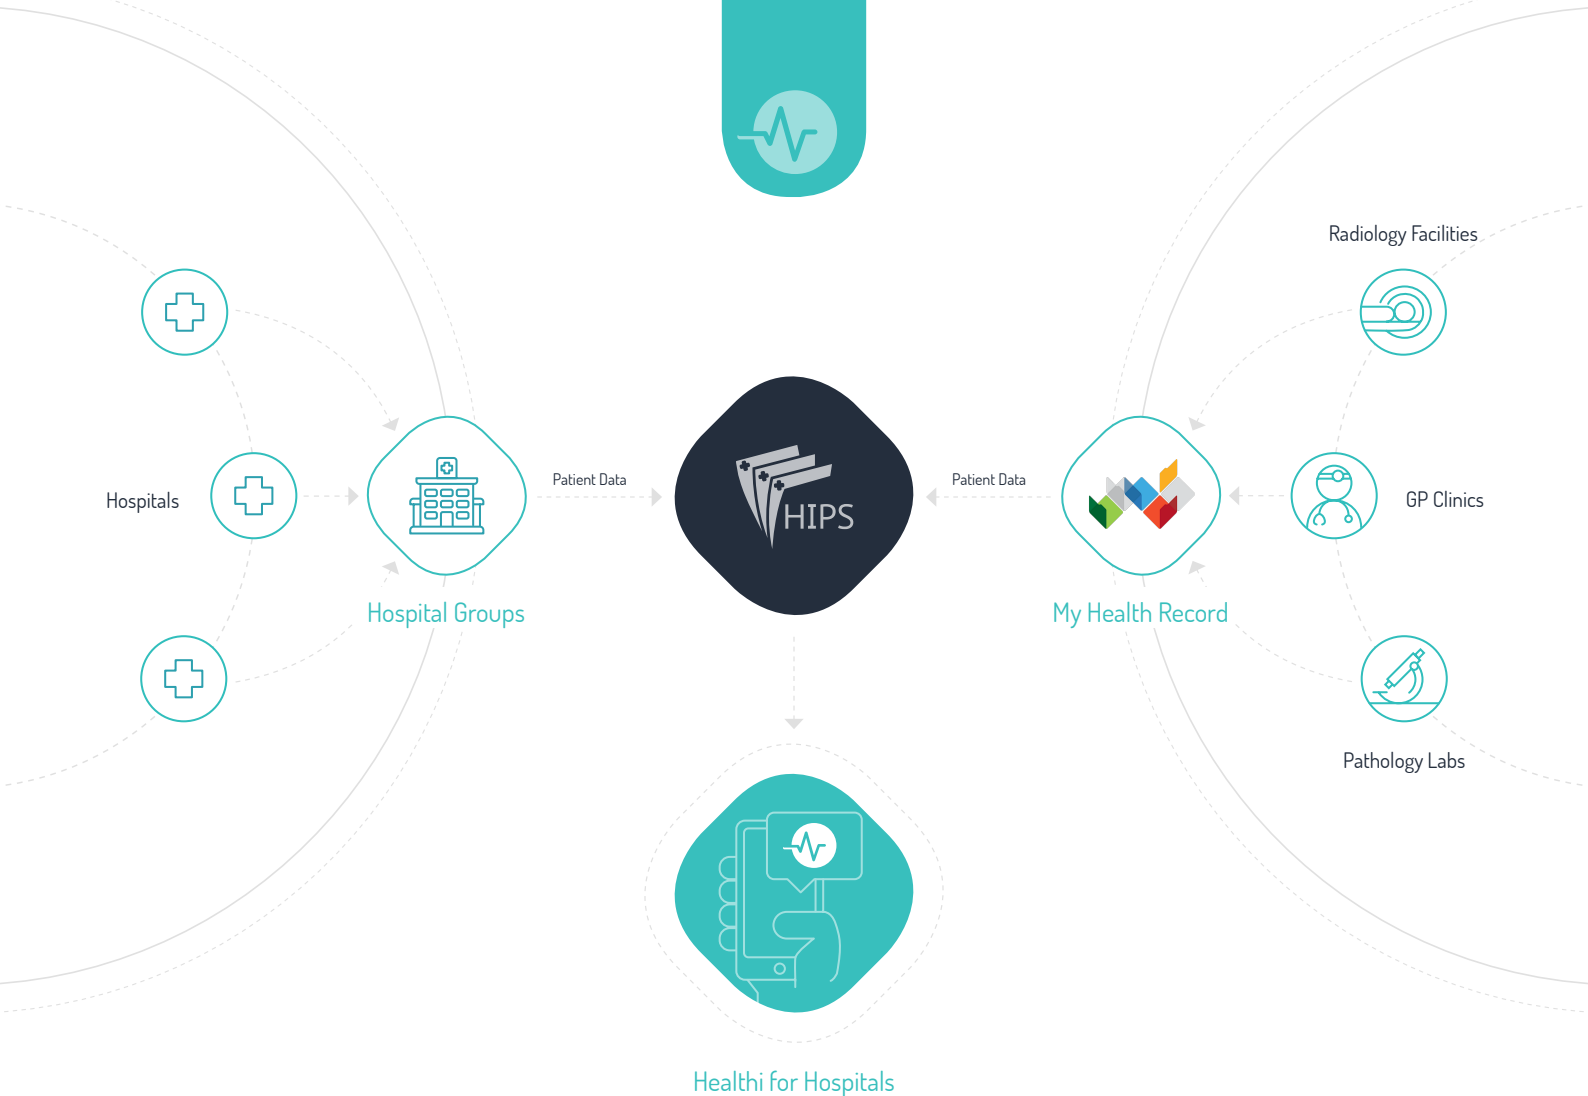 Radiology Facilities
Patient Data
Patient Data
Hospitals
GP Clinics
HIPS
Hospital Groups
My Health Record
Pathology Labs
Healthi for Hospitals